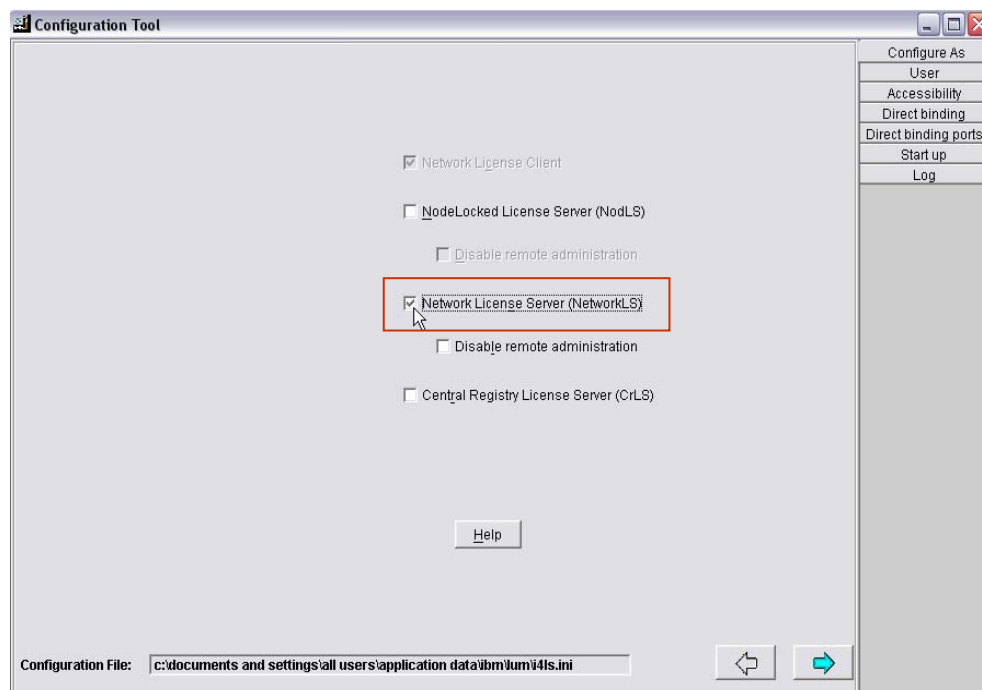 Configuration Tool
Configure As
User
Accessibility
Direct binding
Direct binding ports
Start up
Log
Network License Client
NodeLocked License Server (NodLS)
Disable remote administration
Network License Server (NetworkLS)
Disable remote administration
Central Registry License Server (CrLS)
Help
Configuration File: c:\documents and settings\all users\application data\ibm\lum\i4ls.ini